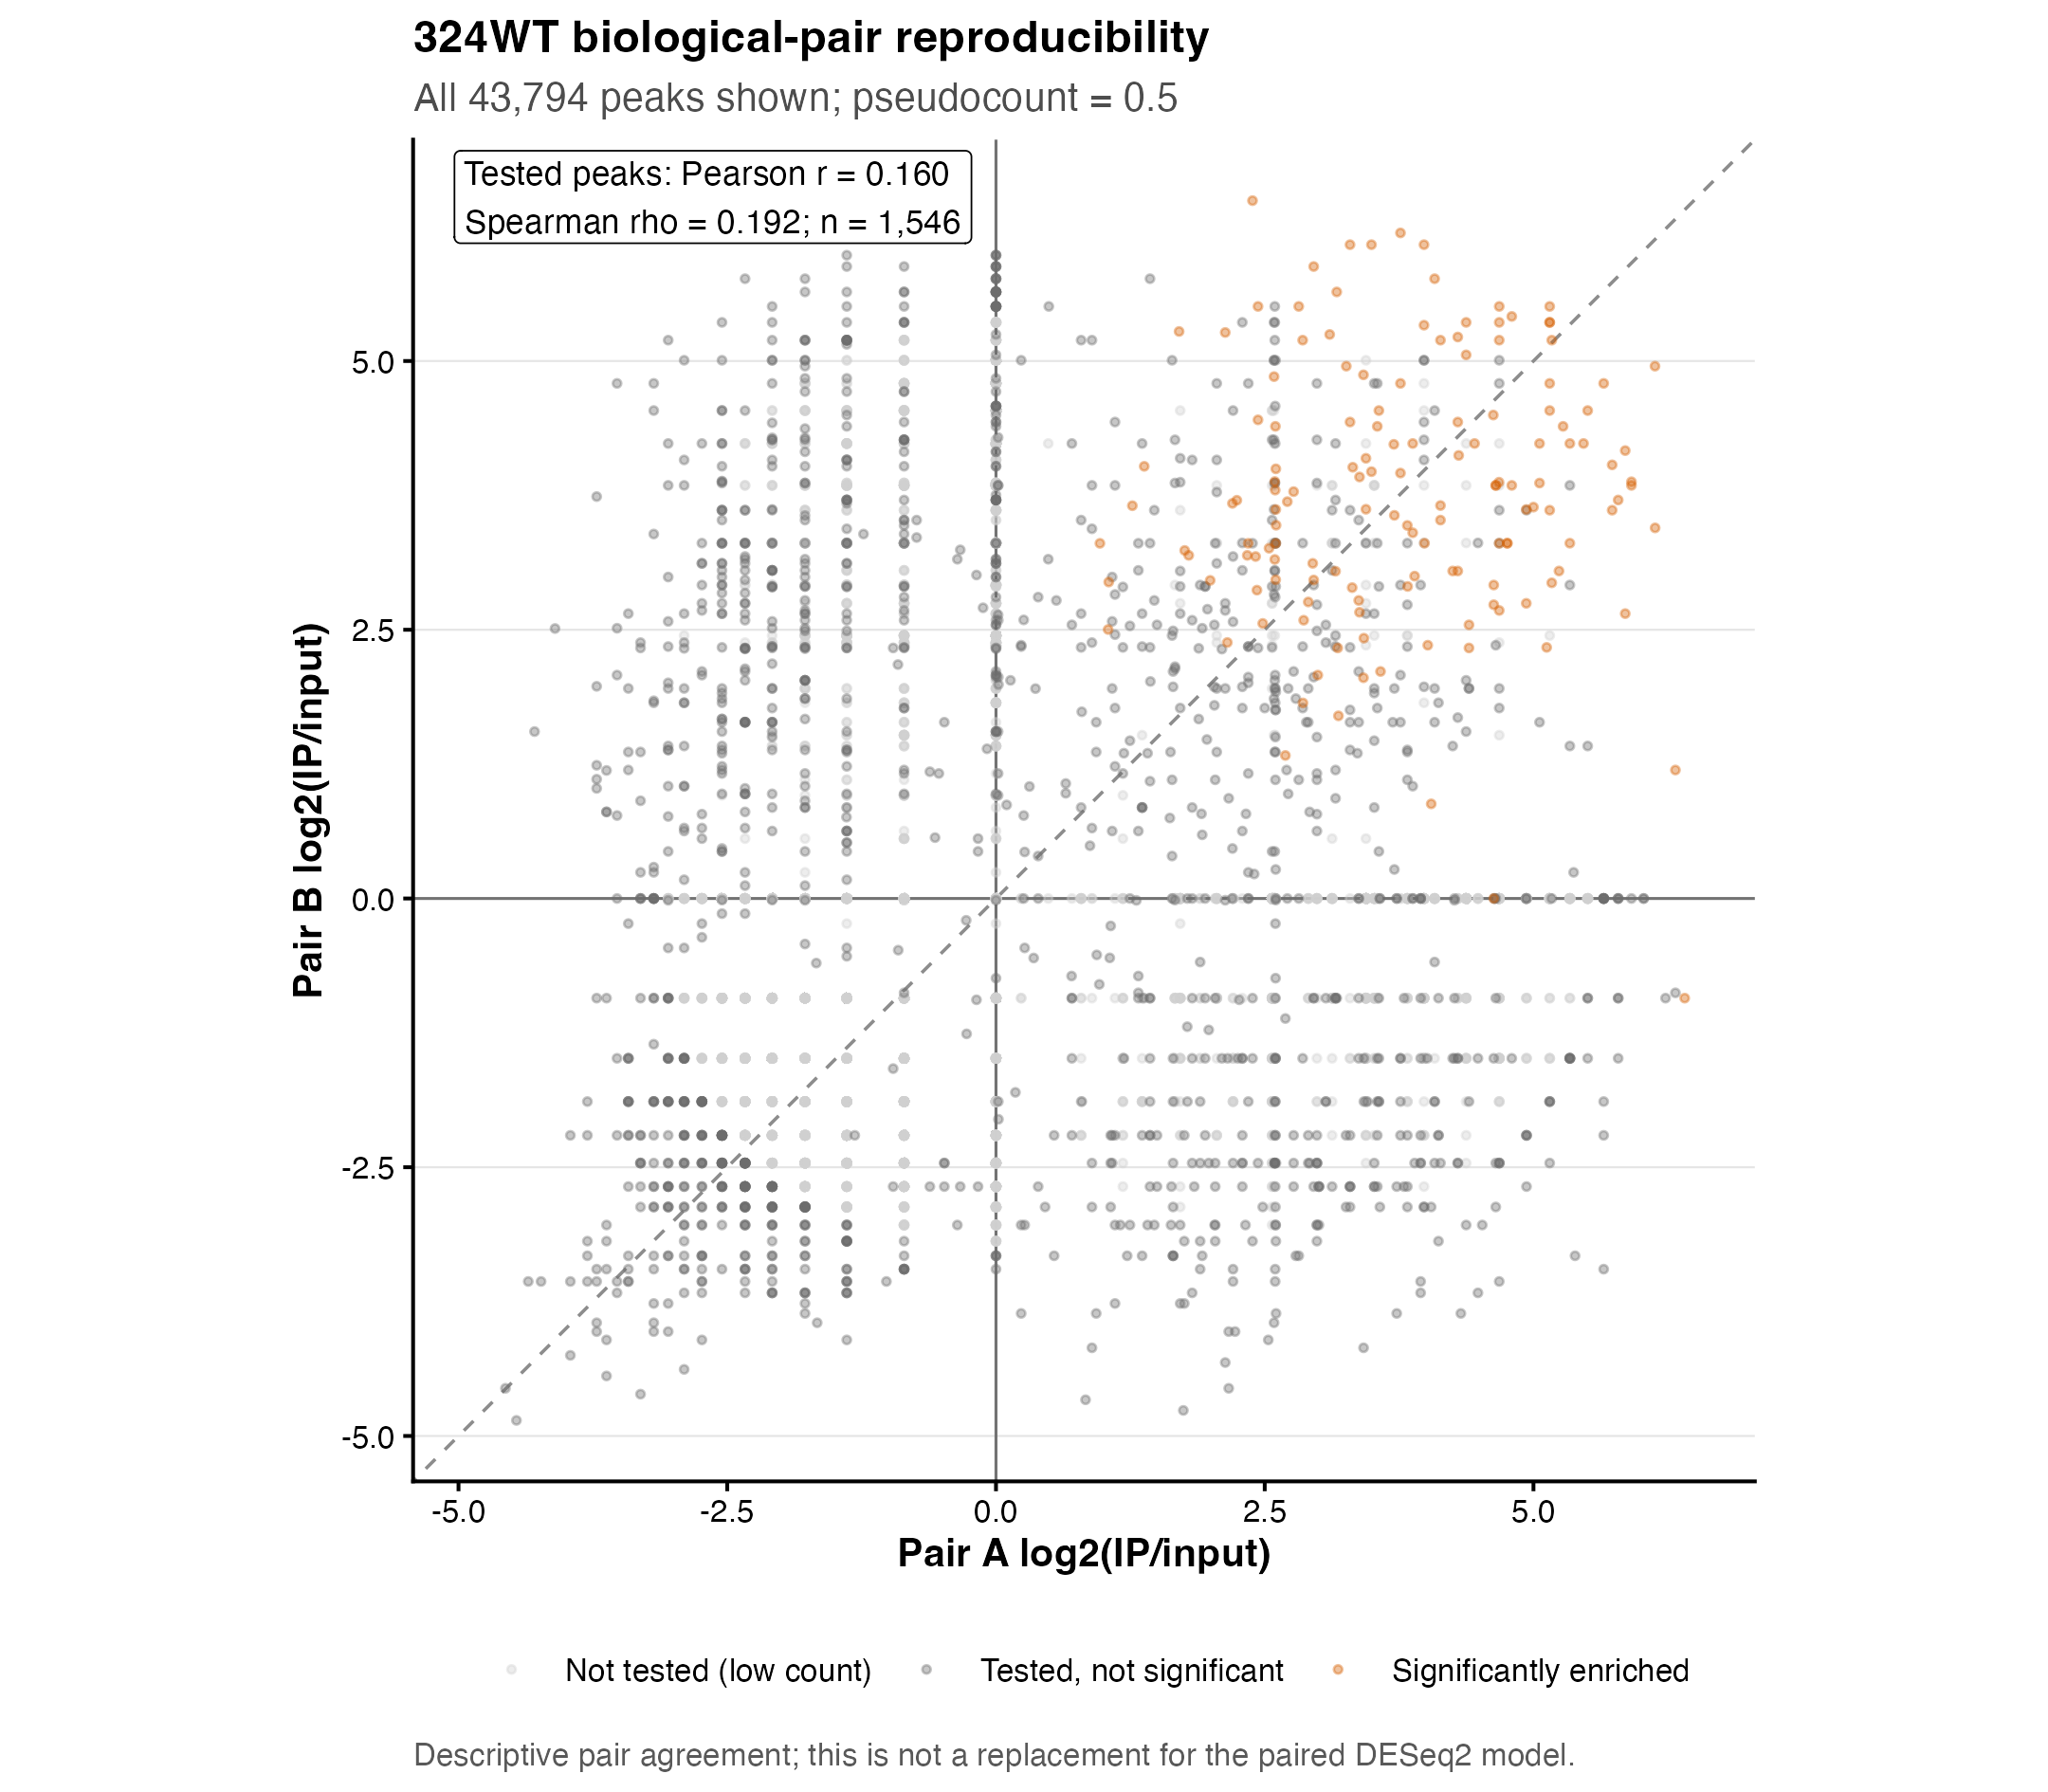 324WT biological-pair reproducibility
All 43,794 peaks shown; pseudocount = 0.5
Tested peaks: Pearson r = 0.160
Spearman rho = 0.192; n = 1,546
Pair B log2(IP/input)
5.0
2.5
0.0
-2.5
-5.0
-5.0
-2.5
0.0
2.5
5.0
Pair A log2(IP/input)
Not tested (low count)
Tested, not significant
Significantly enriched
Descriptive pair agreement; this is not a replacement for the paired DESeq2 model.